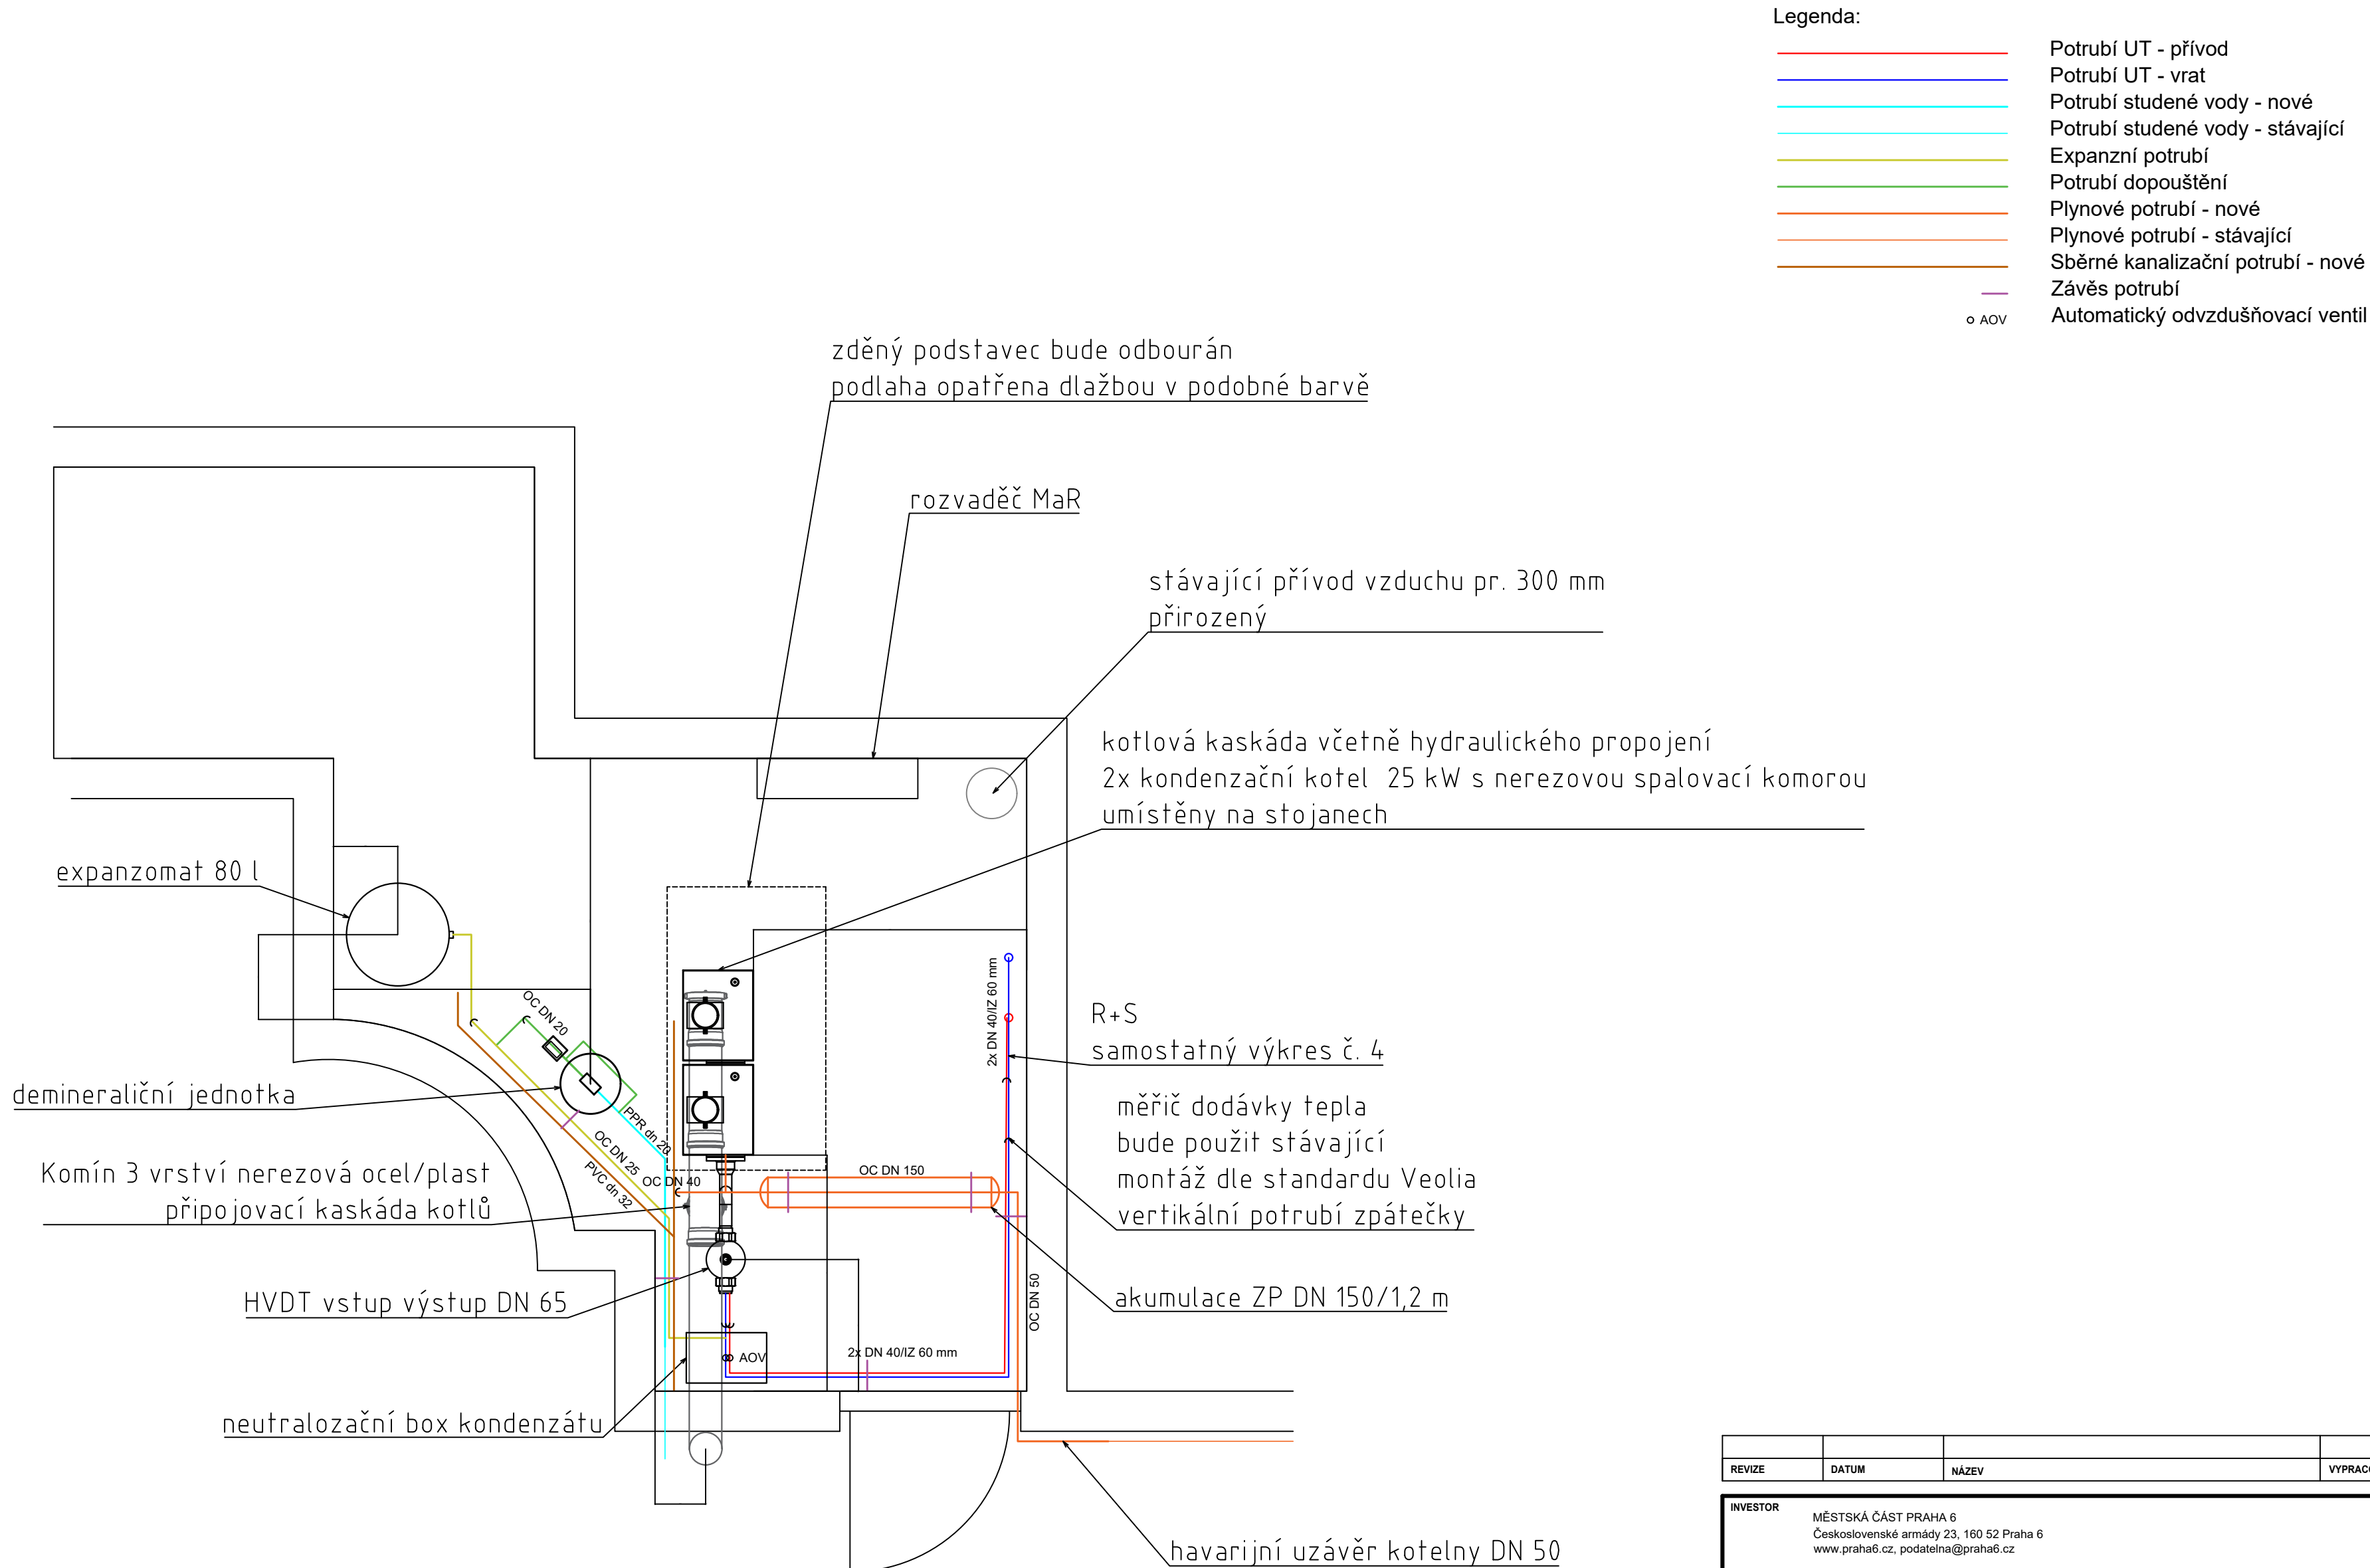 Legenda:
Potrubí UT - přívod
Potrubí UT - vrat
Potrubí studené vody - nové
Potrubí studené vody - stávající
Expanzní potrubí
Potrubí dopouštění
Plynové potrubí - nové
Plynové potrubí - stávající
Sběrné kanalizační potrubí - nové
Závěs potrubí
AOV Automatický odvzdušňovací ventil
zděný podstavec bude odbourán
podlaha opatřena dlažbou v podobné barvě
rozvaděč MaR
stávající přívod vzduchu pr. 300 mm
přirozený
kotlová kaskáda včetně hydraulického propojení
2x kondenzační kotel 25 kW s nerezovou spalovací komorou
umístěny na stojanech
expanzomat 80 l
OC DN 20
2x DN 40/IZ 60 mm
R+S
samostatný výkres č. 4
demineraliční jednotka
PPR dn 20
OC DN 25
PVC dn 32
měřič dodávky tepla
bude použit stávající
montáž dle standardu Veolia
vertikální potrubí zpátečky
Komín 3 vrství nerezová ocel/plast
připojovací kaskáda kotlů
OC DN 40
OC DN 150
HVDT vstup výstup DN 65
akumulace ZP DN 150/1,2 m
OC DN 50
AOV
2x DN 40/IZ 60 mm
neutralozační box kondenzátu
havarijní uzávěr kotelny DN 50
REVIZE DATUM NÁZEV
INVESTOR
MĚSTSKÁ ČÁST PRAHA 6
Československé armády 23, 160 52 Praha 6
www.praha6.cz, podatelna@praha6.cz